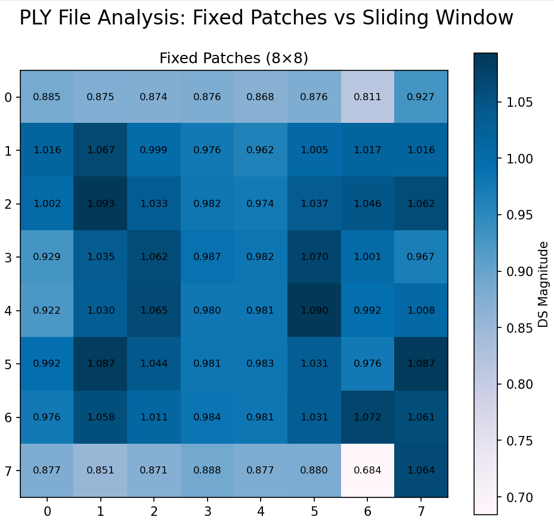 PLY File Analysis: Fixed Patches vs Sliding Window
Fixed Patches (8×8)
0 0.885 0.875 0.874 0.876 0.868 0.876 0.811 0.927
1 1.016 1.067 0.999 0.976 0.962 1.005 1.017 1.016
2 1.002 1.093 1.033 0.982 0.974 1.037 1.046 1.062
3 0.929 1.035 1.062 0.987 0.982 1.070 1.001 0.967
4 0.922 1.030 1.065 0.980 0.981 1.090 0.992 1.008
5 0.992 1.087 1.044 0.981 0.983 1.031 0.976 1.087
6 0.976 1.058 1.011 0.984 0.981 1.031 1.072 1.061
7 0.877 0.851 0.871 0.888 0.877 0.880 0.684 1.064
0 1 2 3 4 5 6 7
1.05
1.00
0.95
0.90
0.85
0.80
0.75
0.70
DS Magnitude